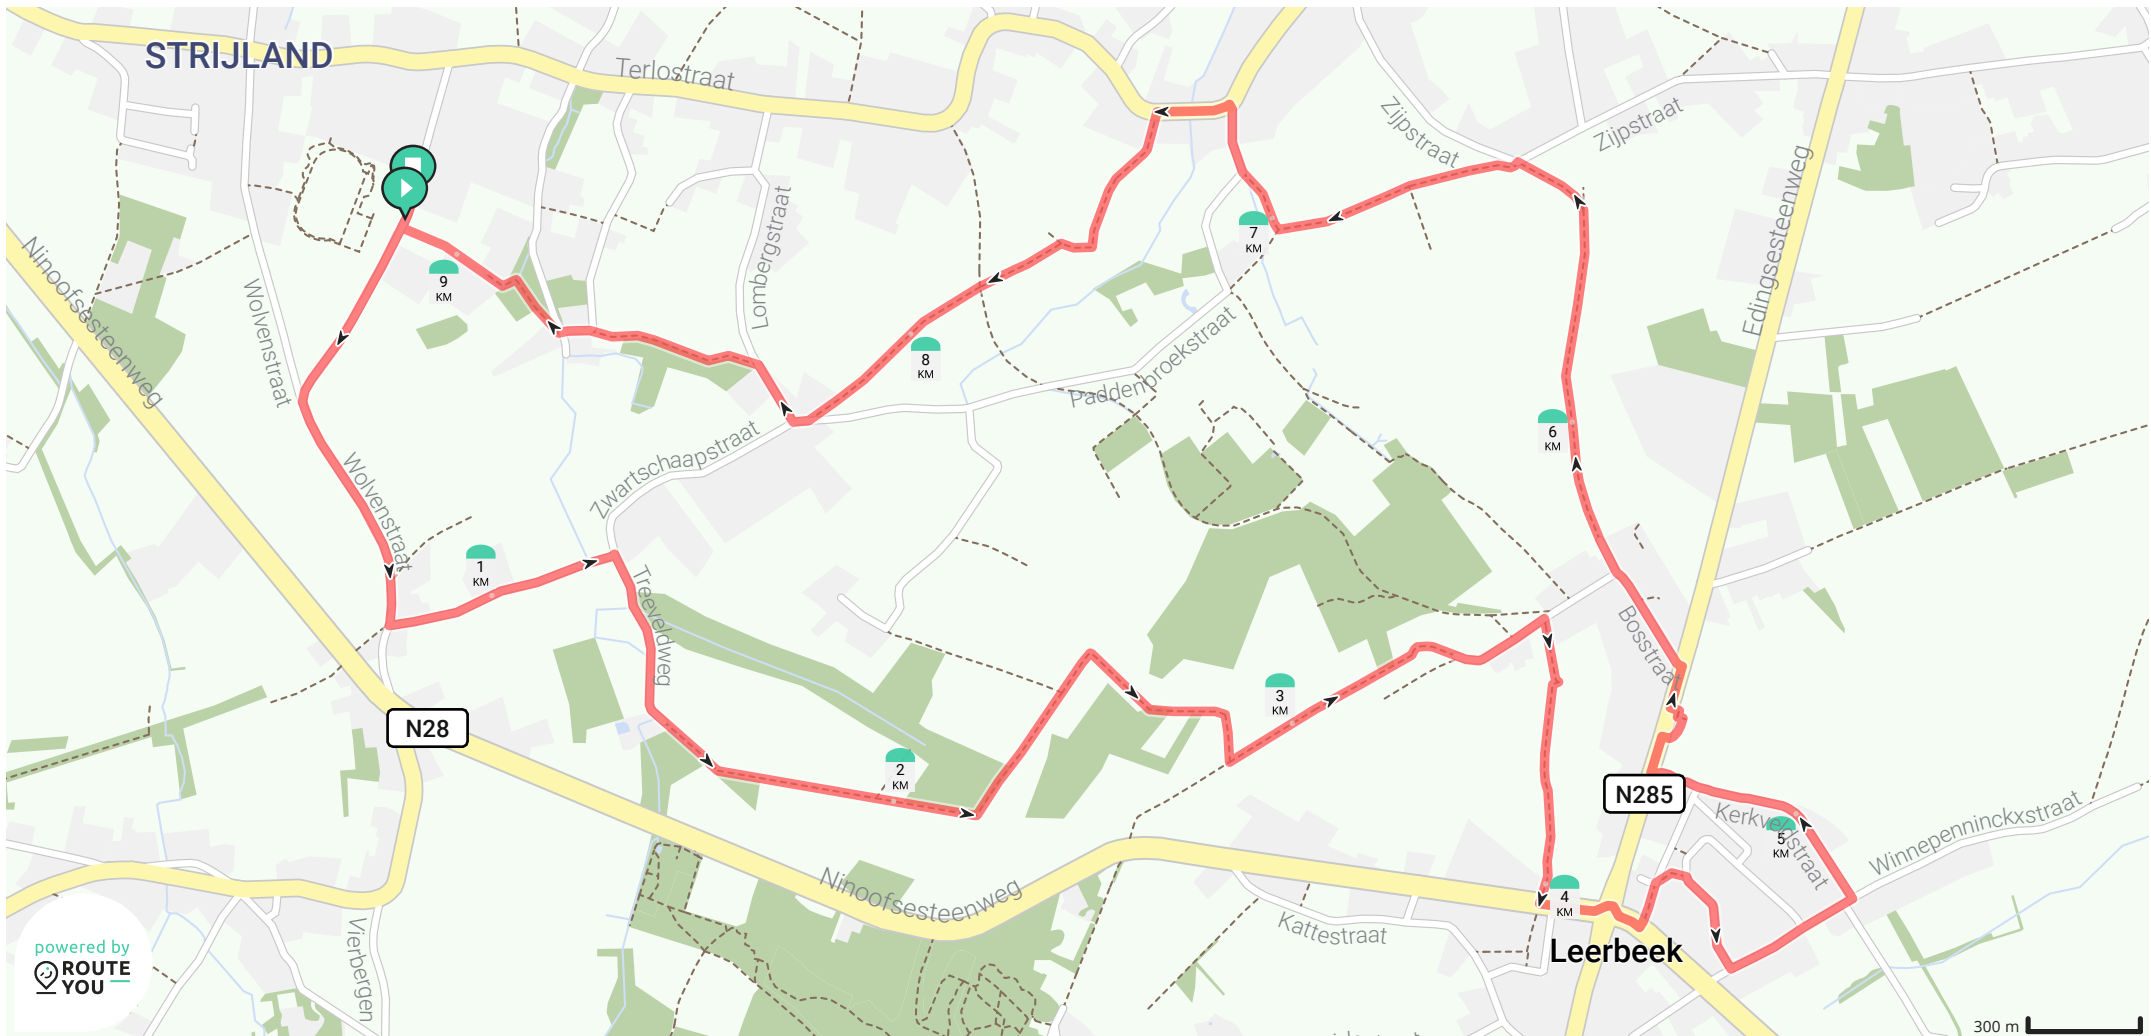 STRIJLAND
Terlostraat
Zijpstraat
Zijpstraat
Edingsesteenweg
Ninoofsesteenweg
Wolvenstraat
Lombergstraat
7
KM
9
KM
8
KM
Paddenbroekstraat
6
KM
Wolvenstraat
Zwartschaapstraat
1
KM
Treeveldweg
Bosstraat
3
KM
N28
2
KM
N285
Kerkveldstraat
5
KM
Winnepenninckxstraat
Ninoofsesteenweg
4
KM
Kattestraat
Leerbeek
Vierbergen
powered by
ROUTE
YOU
300 m